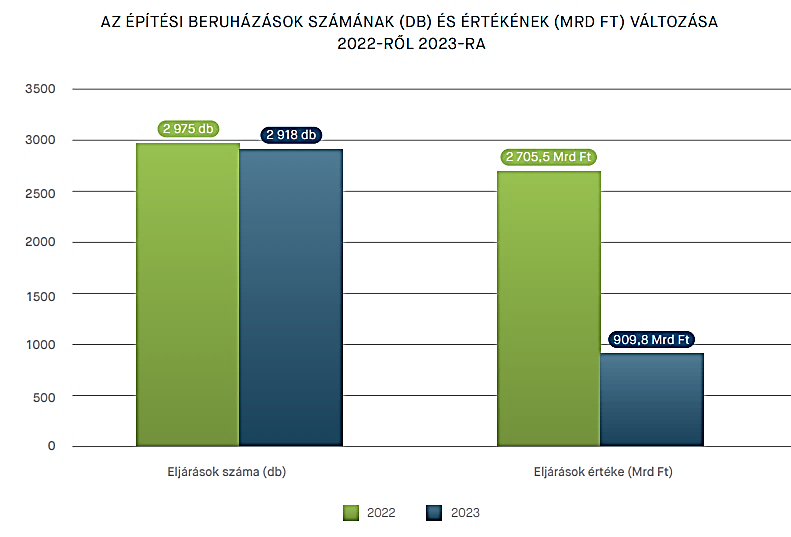 AZ ÉPÍTÉSI BERUHÁZÁSOK SZÁMÁNAK (DB) ÉS ÉRTÉKÉNEK (MRD FT) VÁLTOZÁSA
2022-RŐL 2023-RA
3500
3000
2500
2000
1500
1000
500
0
2 975 db
2 918 db
2 705,5 Mrd Ft
909,8 Mrd Ft
Eljárások száma (db)
Eljárások értéke (Mrd Ft)
2022
2023